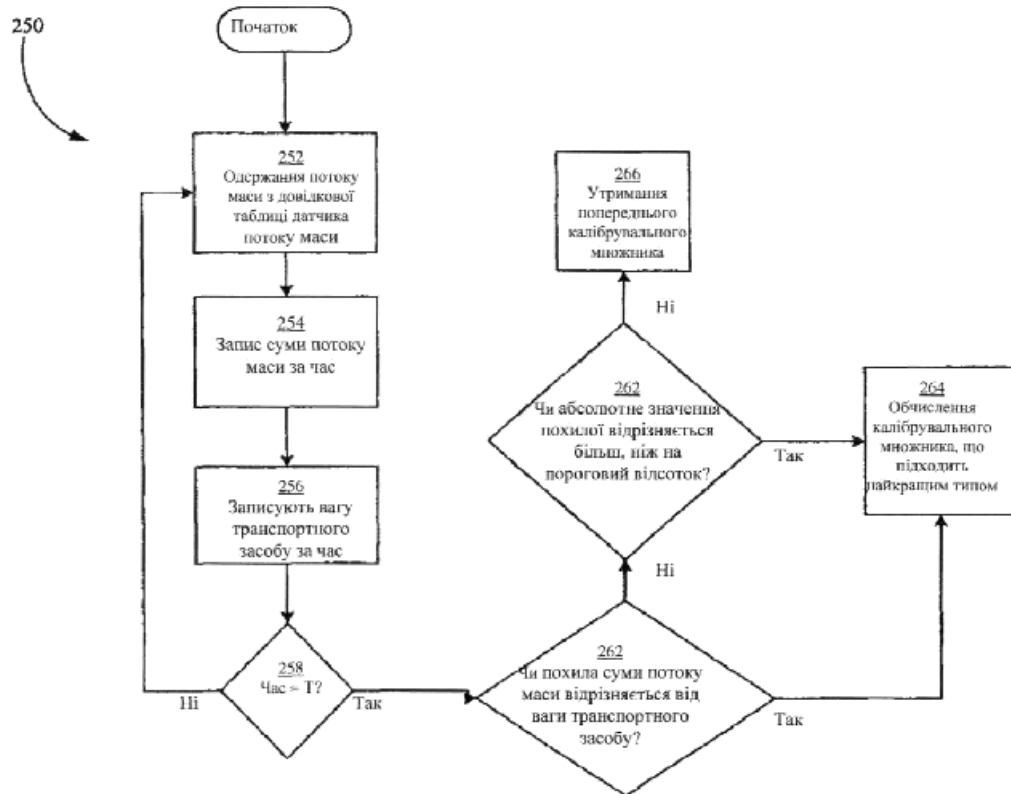 250
Початок
252
Одержання потоку
маси з довідкової
таблиці датчика
потоку маси
254
Запис суми потоку
маси за час
256
Записують вагу
транспортного
засобу за час
258
Час = Т?
Ні
Так
262
Чи похила суми потоку
маси відрізняється від
ваги транспортного
засобу?
Ні
Так
262
Чи абсолютне значення
похилої відрізняється
більш, ніж на
пороговий відсоток?
Ні
Так
266
Утримання
попереднього
калібрувального
множника
264
Обчислення
калібрувального
множника, що
підходить
найкращим типом